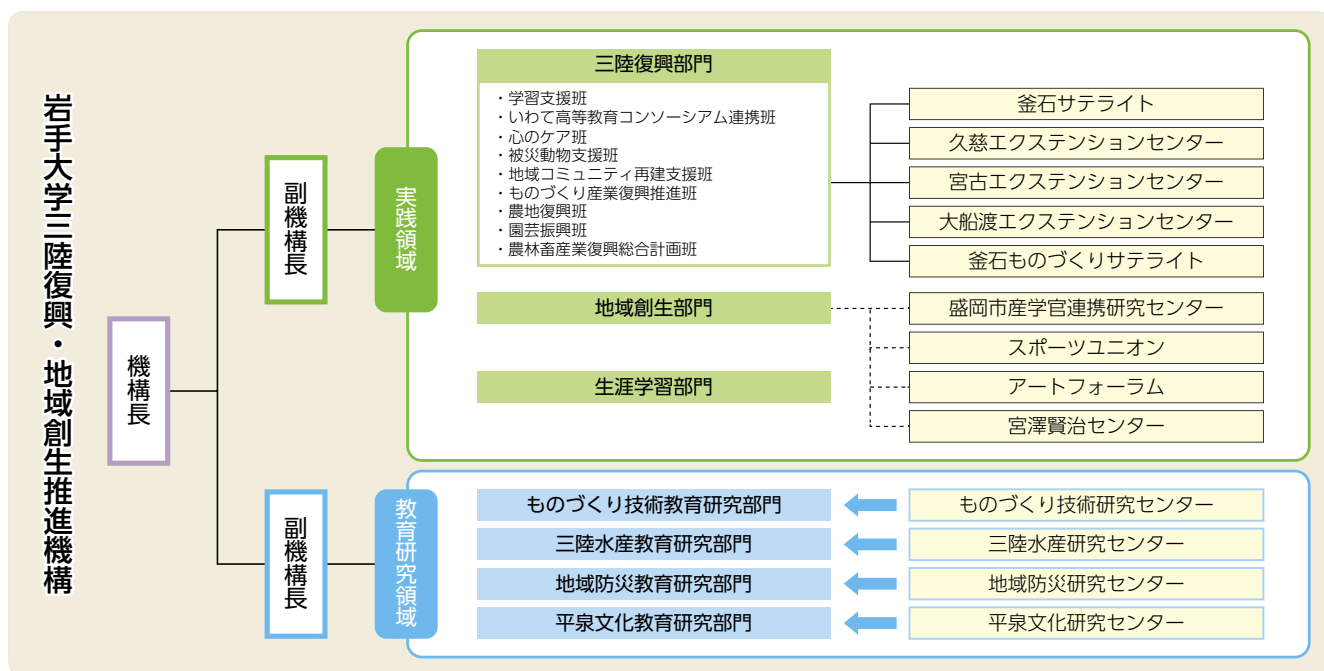 岩手大学三陸復興・地域創生推進機構
機構長
副機構長
実践領域
三陸復興部門
・学習支援班
・いわて高等教育コンソーシアム連携班
・心のケア班
・被災動物支援班
・地域コミュニティ再建支援班
・ものづくり産業復興推進班
・農地復興班
・園芸振興班
・農林畜産業復興総合計画班
釜石サテライト
久慈エクステンションセンター
宮古エクステンションセンター
大船渡エクステンションセンター
釜石ものづくりサテライト
地域創生部門
盛岡市産学官連携研究センター
スポーツユニオン
アートフォーラム
宮澤賢治センター
生涯学習部門
副機構長
教育研究領域
ものづくり技術教育研究部門
ものづくり技術研究センター
三陸水産教育研究部門
三陸水産研究センター
地域防災教育研究部門
地域防災研究センター
平泉文化教育研究部門
平泉文化研究センター